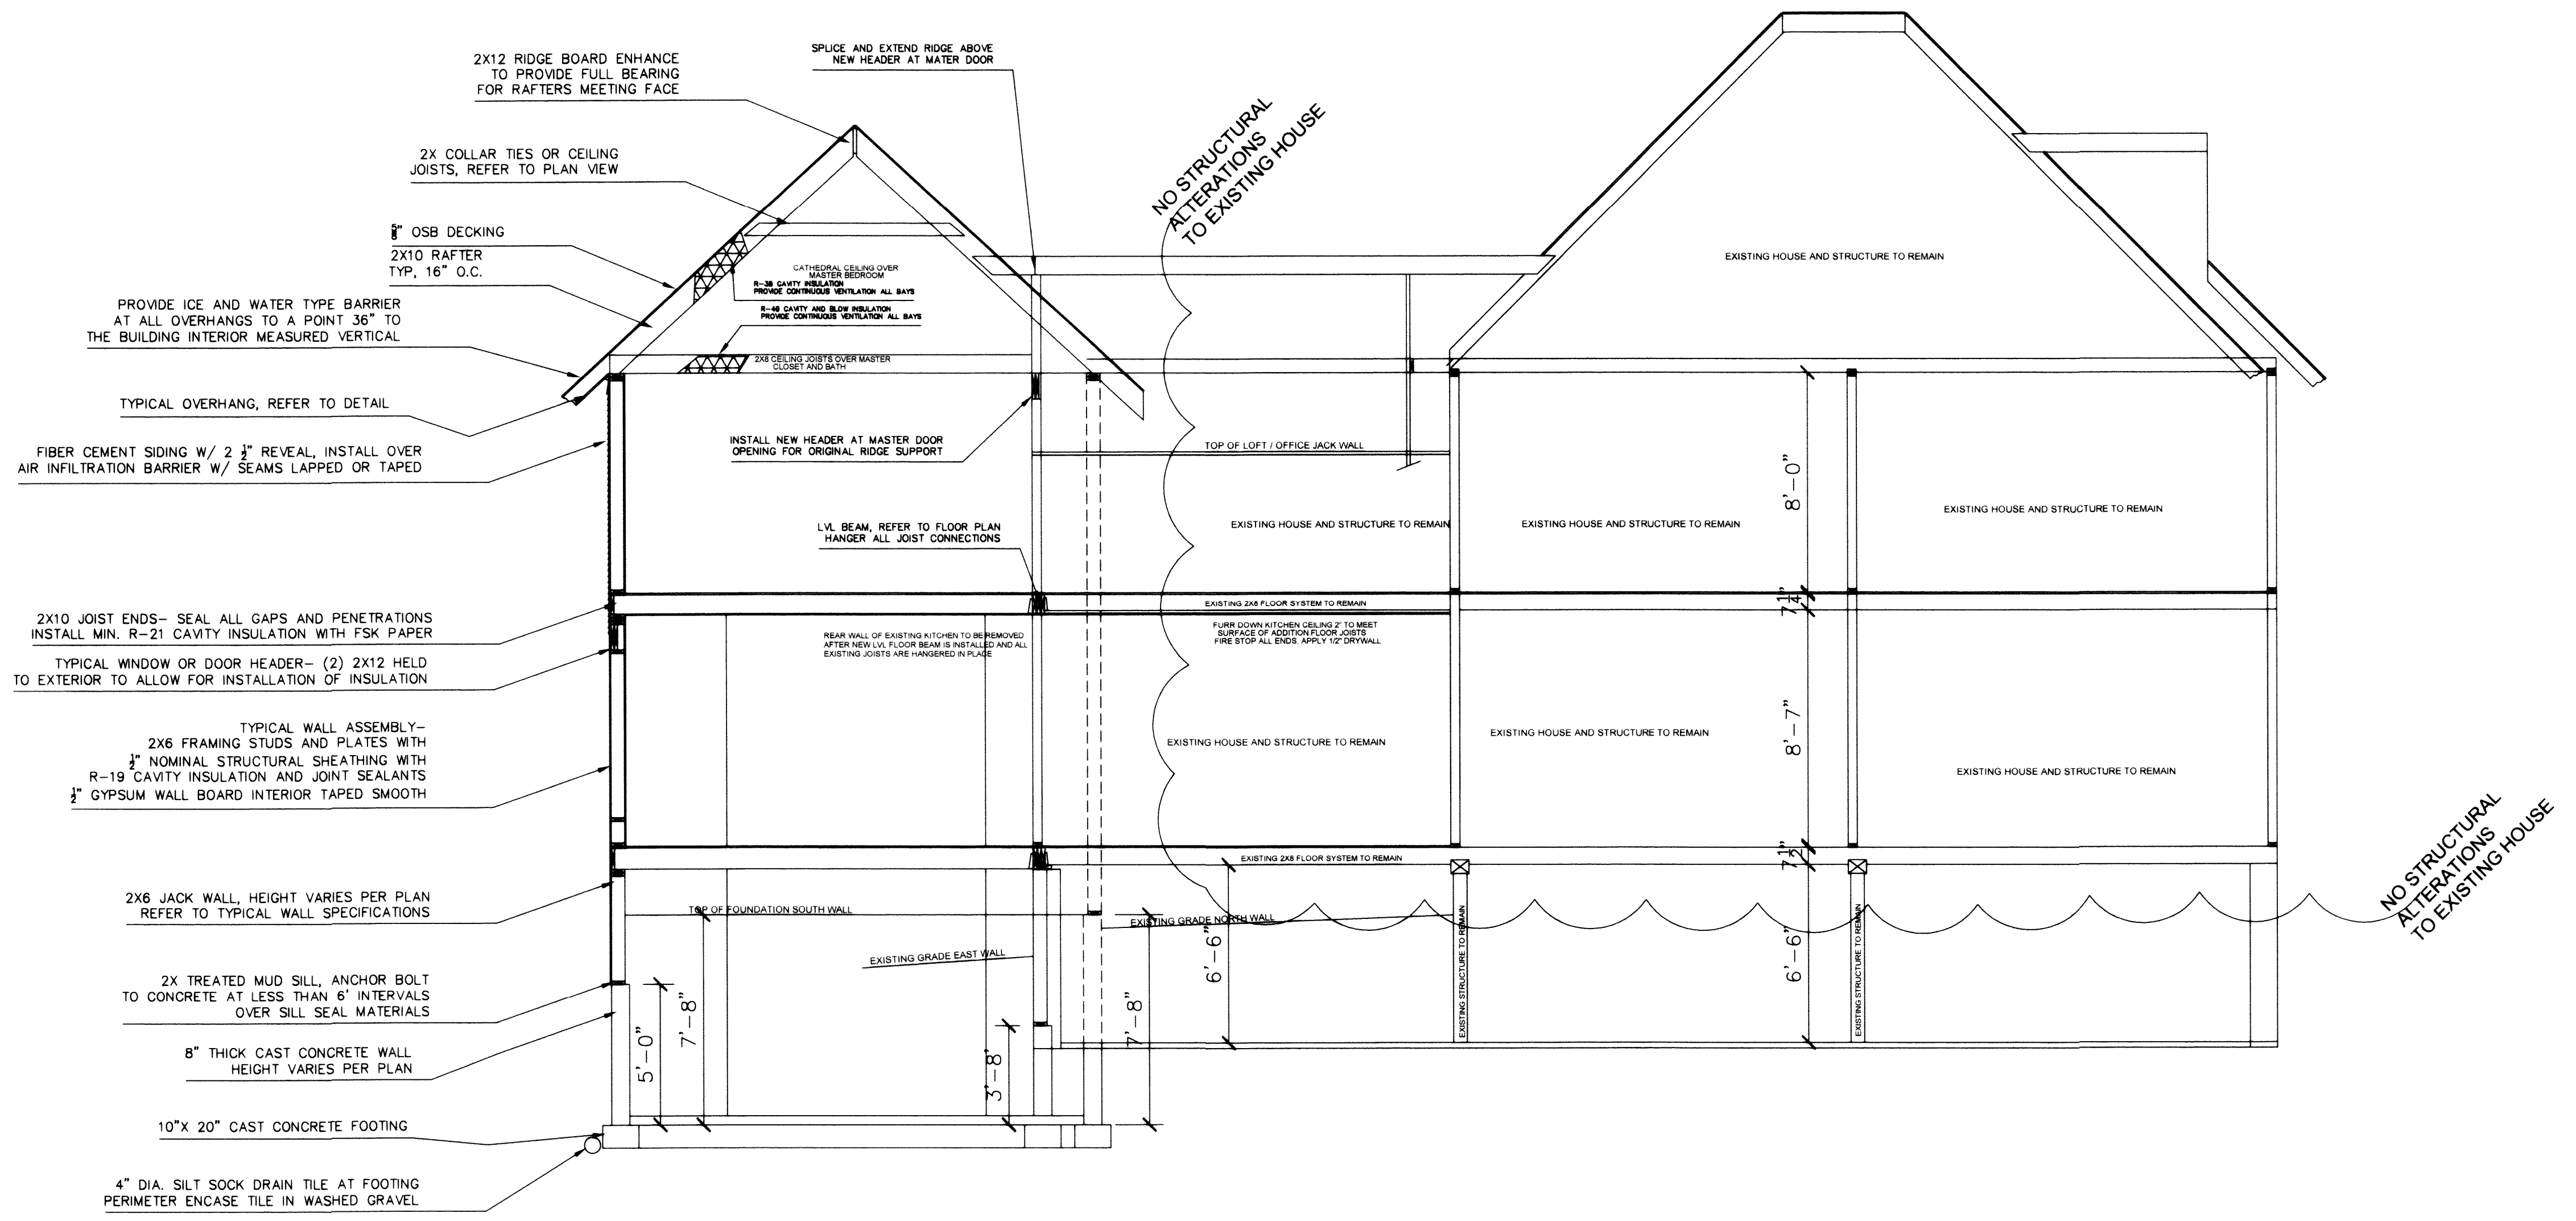 2X12 RIDGE BOARD ENHANCE
TO PROVIDE FULL BEARING
FOR RAFTERS MEETING FACE
SPLICE AND EXTEND RIDGE ABOVE
NEW HEADER AT MATER DOOR
2X COLLAR TIES OR CEILING
JOISTS, REFER TO PLAN VIEW
5/8" OSB DECKING
2X10 RAFTER
TYP, 16" O.C.
PROVIDE ICE AND WATER TYPE BARRIER
AT ALL OVERHANGS TO A POINT 36" TO
THE BUILDING INTERIOR MEASURED VERTICAL
TYPICAL OVERHANG, REFER TO DETAIL
FIBER CEMENT SIDING W/ 2 1/2" REVEAL, INSTALL OVER
AIR INFILTRATION BARRIER W/ SEAMS LAPPED OR TAPED
2X10 JOIST ENDS– SEAL ALL GAPS AND PENETRATIONS
INSTALL MIN. R-21 CAVITY INSULATION WITH FSK PAPER
TYPICAL WINDOW OR DOOR HEADER– (2) 2X12 HELD
TO EXTERIOR TO ALLOW FOR INSTALLATION OF INSULATION
TYPICAL WALL ASSEMBLY–
2X6 FRAMING STUDS AND PLATES WITH
1/2" NOMINAL STRUCTURAL SHEATHING WITH
R-19 CAVITY INSULATION AND JOINT SEALANTS
1/2" GYPSUM WALL BOARD INTERIOR TAPED SMOOTH
2X6 JACK WALL, HEIGHT VARIES PER PLAN
REFER TO TYPICAL WALL SPECIFICATIONS
2X TREATED MUD SILL, ANCHOR BOLT
TO CONCRETE AT LESS THAN 6' INTERVALS
OVER SILL SEAL MATERIALS
8" THICK CAST CONCRETE WALL
HEIGHT VARIES PER PLAN
10"X 20" CAST CONCRETE FOOTING
4" DIA. SILT SOCK DRAIN TILE AT FOOTING
PERIMETER ENCASE TILE IN WASHED GRAVEL
CATHEDRAL CEILING OVER
MASTER BEDROOM
R-38 CAVITY INSULATION
PROVIDE CONTINUOUS VENTILATION ALL BAYS
CAVITY AND BLOW INSULATION
PROVIDE CONTINUOUS VENTILATION ALL BAYS
2X8 CEILING JOISTS OVER MASTER
CLOSET AND BATH
INSTALL NEW HEADER AT MASTER DOOR
OPENING FOR ORIGINAL RIDGE SUPPORT
LVL BEAM, REFER TO FLOOR PLAN
HANGER ALL JOIST CONNECTIONS
REAR WALL OF EXISTING KITCHEN TO BE REMOVED
AFTER NEW LVL FLOOR BEAM IS INSTALLED AND ALL
EXISTING JOISTS ARE HANGERED IN PLACE
TOP OF FOUNDATION SOUTH WALL
EXISTING GRADE EAST WALL
5'-0"
7'-8"
3'-8"
7'-8"
NO STRUCTURAL
ALTERATIONS
TO EXISTING HOUSE
TOP OF LOFT / OFFICE JACK WALL
EXISTING HOUSE AND STRUCTURE TO REMAIN
EXISTING 2X8 FLOOR SYSTEM TO REMAIN
FURR DOWN KITCHEN CEILING 2" TO MEET
SURFACE OF ADDITION FLOOR JOISTS
FIRE STOP ALL ENDS, APPLY 1/2" DRYWALL
EXISTING HOUSE AND STRUCTURE TO REMAIN
EXISTING 2X8 FLOOR SYSTEM TO REMAIN
EXISTING GRADE NORTH WALL
6'-6"
EXISTING HOUSE AND STRUCTURE TO REMAIN
EXISTING HOUSE AND STRUCTURE TO REMAIN
EXISTING HOUSE AND STRUCTURE TO REMAIN
8'-0"
7 1/4"
EXISTING HOUSE AND STRUCTURE TO REMAIN
8'-7"
EXISTING HOUSE AND STRUCTURE TO REMAIN
7 1/2"
EXISTING STRUCTURE TO REMAIN
6'-6"
EXISTING STRUCTURE TO REMAIN
NO STRUCTURAL
ALTERATIONS
TO EXISTING HOUSE